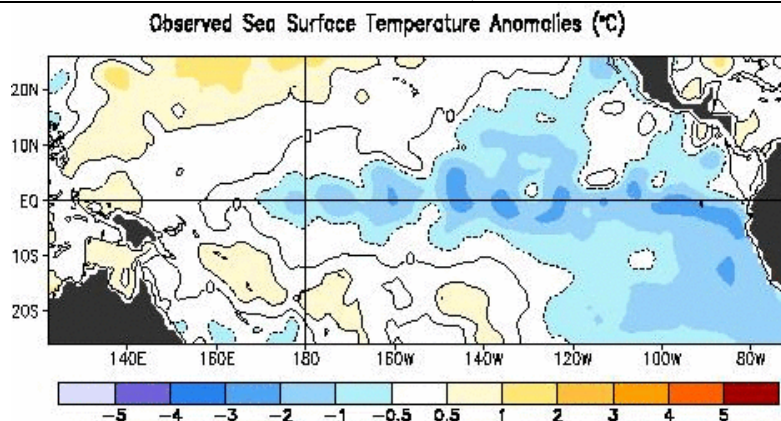 Observed Sea Surface Temperature Anomalies (°C)
20N
10N
EQ
10S
20S
0
0
0
0
0
140E 160E 180 160W 140W 120W 100W 80W
-5 -4 -3 -2 -1 -0.5 0.5 1 2 3 4 5